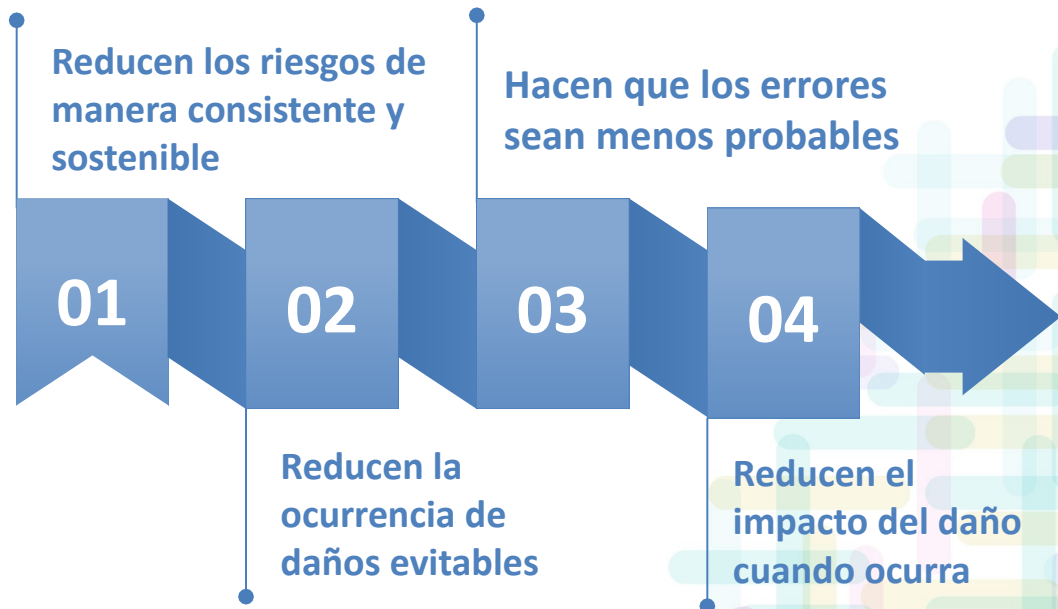 01
Reducen los riesgos de
manera consistente y
sostenible
02
Reducen la
ocurrencia de
daños evitables
03
Hacen que los errores
sean menos probables
04
Reducen el
impacto del daño
cuando ocurra